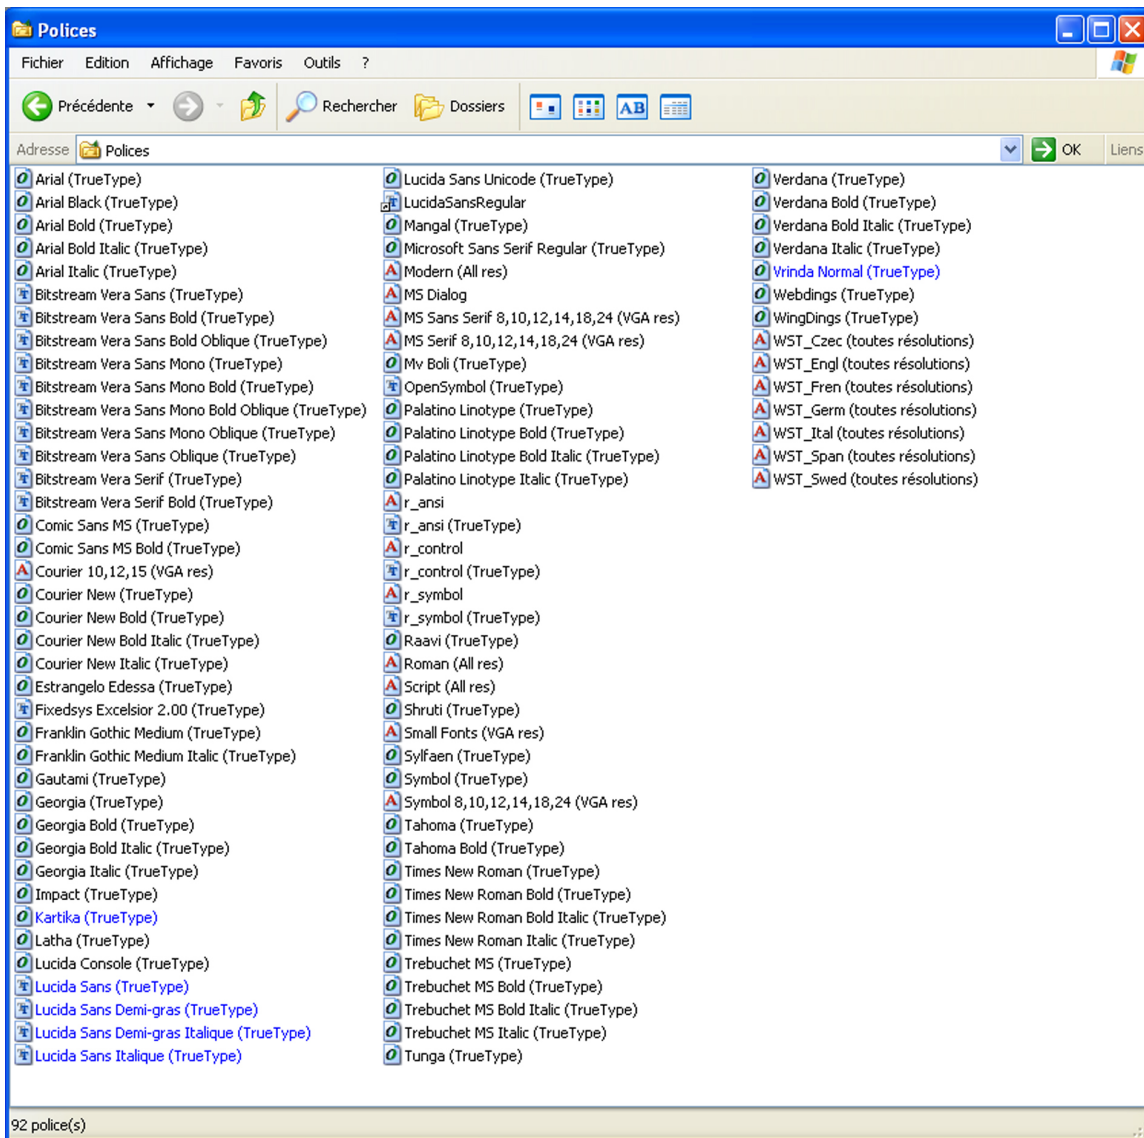 Polices
Fichier Edition Affichage Favoris Outils ?
Précédente Rechercher Dossiers AB
Adresse Polices OK Liens
Arial (TrueType)
Arial Black (TrueType)
Arial Bold (TrueType)
Arial Bold Italic (TrueType)
Arial Italic (TrueType)
Bitstream Vera Sans (TrueType)
Bitstream Vera Sans Bold (TrueType)
Bitstream Vera Sans Bold Oblique (TrueType)
Bitstream Vera Sans Mono (TrueType)
Bitstream Vera Sans Mono Bold (TrueType)
Bitstream Vera Sans Mono Bold Oblique (TrueType)
Bitstream Vera Sans Mono Oblique (TrueType)
Bitstream Vera Sans Oblique (TrueType)
Bitstream Vera Serif (TrueType)
Bitstream Vera Serif Bold (TrueType)
Comic Sans MS (TrueType)
Comic Sans MS Bold (TrueType)
Courier 10,12,15 (VGA res)
Courier New (TrueType)
Courier New Bold (TrueType)
Courier New Bold Italic (TrueType)
Courier New Italic (TrueType)
Estrangelo Edessa (TrueType)
Fixedsys Excelsior 2.00 (TrueType)
Franklin Gothic Medium (TrueType)
Franklin Gothic Medium Italic (TrueType)
Gautami (TrueType)
Georgia (TrueType)
Georgia Bold (TrueType)
Georgia Bold Italic (TrueType)
Georgia Italic (TrueType)
Impact (TrueType)
Kartika (TrueType)
Latha (TrueType)
Lucida Console (TrueType)
Lucida Sans (TrueType)
Lucida Sans Demi-gras (TrueType)
Lucida Sans Demi-gras Italique (TrueType)
Lucida Sans Italique (TrueType)
Lucida Sans Unicode (TrueType)
LucidaSansRegular
Mangal (TrueType)
Microsoft Sans Serif Regular (TrueType)
Modern (All res)
MS Dialog
MS Sans Serif 8,10,12,14,18,24 (VGA res)
MS Serif 8,10,12,14,18,24 (VGA res)
Mv Boli (TrueType)
OpenSymbol (TrueType)
Palatino Linotype (TrueType)
Palatino Linotype Bold (TrueType)
Palatino Linotype Bold Italic (TrueType)
Palatino Linotype Italic (TrueType)
r_ansi
r_ansi (TrueType)
r_control
r_control (TrueType)
r_symbol
r_symbol (TrueType)
Raavi (TrueType)
Roman (All res)
Script (All res)
Shruti (TrueType)
Small Fonts (VGA res)
Sylfaen (TrueType)
Symbol (TrueType)
Symbol 8,10,12,14,18,24 (VGA res)
Tahoma (TrueType)
Tahoma Bold (TrueType)
Times New Roman (TrueType)
Times New Roman Bold (TrueType)
Times New Roman Bold Italic (TrueType)
Times New Roman Italic (TrueType)
Trebuchet MS (TrueType)
Trebuchet MS Bold (TrueType)
Trebuchet MS Bold Italic (TrueType)
Trebuchet MS Italic (TrueType)
Tunga (TrueType)
Verdana (TrueType)
Verdana Bold (TrueType)
Verdana Bold Italic (TrueType)
Verdana Italic (TrueType)
Vrinda Normal (TrueType)
Webdings (TrueType)
WingDings (TrueType)
WST_Czec (toutes résolutions)
WST_Engl (toutes résolutions)
WST_Fren (toutes résolutions)
WST_Germ (toutes résolutions)
WST_Ital (toutes résolutions)
WST_Span (toutes résolutions)
WST_Swed (toutes résolutions)
92 police(s)